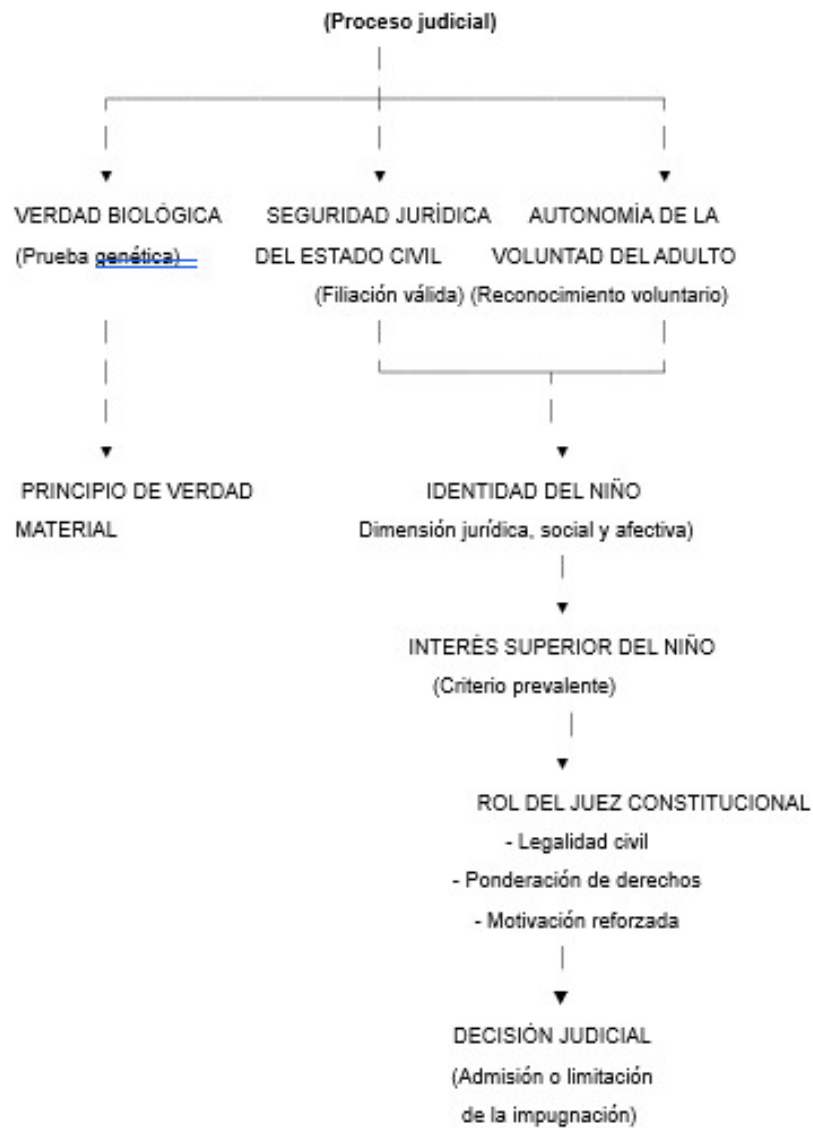 (Proceso judicial)
VERDAD BIOLÓGICA
(Prueba genética)
SEGURIDAD JURÍDICA
DEL ESTADO CIVIL
(Filiación válida)
AUTONOMÍA DE LA
VOLUNTAD DEL ADULTO
(Reconocimiento voluntario)
PRINCIPIO DE VERDAD
MATERIAL
IDENTIDAD DEL NIÑO
Dimensión jurídica, social y afectiva)
INTERÉS SUPERIOR DEL NIÑO
(Criterio prevalente)
ROL DEL JUEZ CONSTITUCIONAL
- Legalidad civil
- Ponderación de derechos
- Motivación reforzada
DECISIÓN JUDICIAL
(Admisión o limitación
de la impugnación)